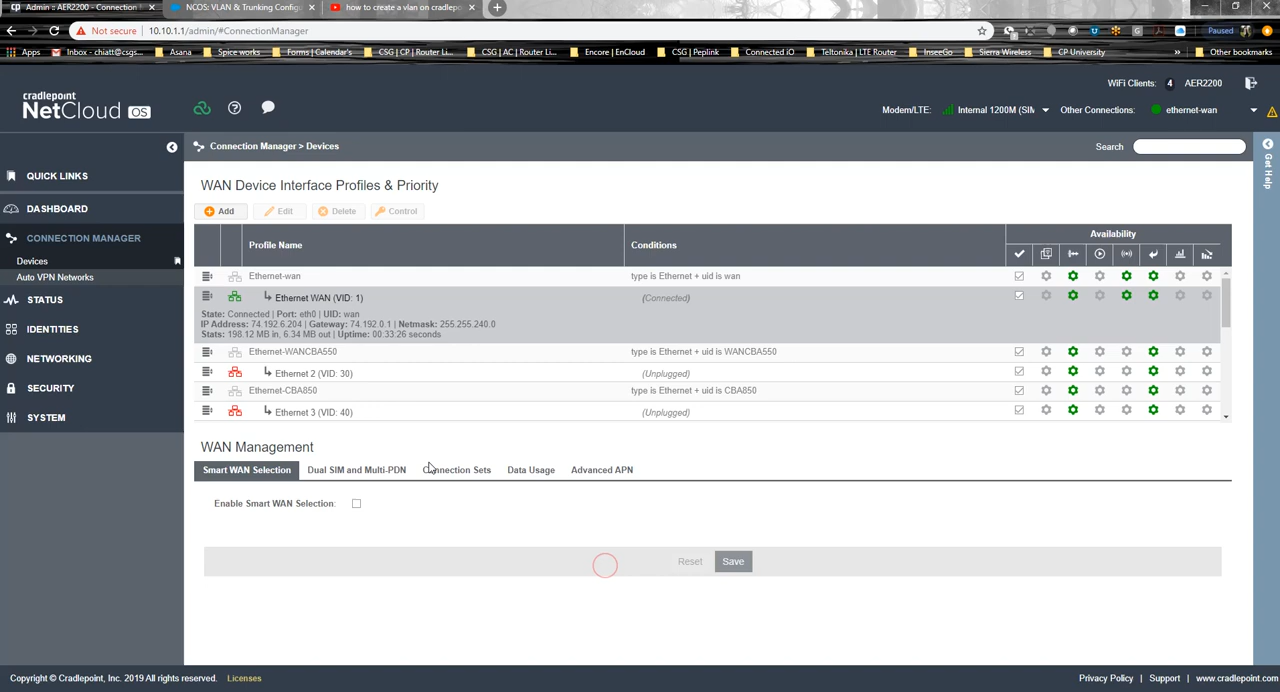 Admin :: AER2200 - Connection
NCOS: VLAN & Trunking Config
how to create a vlan on cradlep
Not secure | 10.10.1.1/admin/#ConnectionManager
Paused
Apps
Outlook.com - chiatt@csgs...
Asana
Spice works
Forms | Calendar's
CSG | CP | Router Li...
CSG | AC | Router Li...
Encore | EnCloud
CSG | Peplink
Connected iO
Teltonika | LTE Router
InseeGo
Sierra Wireless
CP University
»
Other bookmarks
WiFi Clients: 4 AER2200
cradlepoint
NetCloud OS
Modem/LTE: Internal 1200M (SIM
Other Connections: ethernet-wan
Connection Manager > Devices
Search
Get Help
QUICK LINKS
DASHBOARD
CONNECTION MANAGER
Devices
Auto VPN Networks
STATUS
IDENTITIES
NETWORKING
SECURITY
SYSTEM
WAN Device Interface Profiles & Priority
Add Edit Delete Control
Profile Name Conditions Availability
Ethernet-wan type is Ethernet + uid is wan
Ethernet WAN (VID: 1) (Connected)
State: Connected | Port: eth0 | UID: wan
IP Address: 74.192.6.204 | Gateway: 74.192.0.1 | Netmask: 255.255.240.0
Stats: 198.12 MB in, 6.34 MB out | Uptime: 00:33:26 seconds
Ethernet-WANCBA550 type is Ethernet + uid is WANCBA550
Ethernet 2 (VID: 30) (Unplugged)
Ethernet-CBA850 type is Ethernet + uid is CBA850
Ethernet 3 (VID: 40) (Unplugged)
WAN Management
Smart WAN Selection Dual SIM and Multi-PDN Connection Sets Data Usage Advanced APN
Enable Smart WAN Selection:
Reset Save
Copyright © Cradlepoint, Inc. 2019 All rights reserved. Licenses
Privacy Policy | Support | www.cradlepoint.com